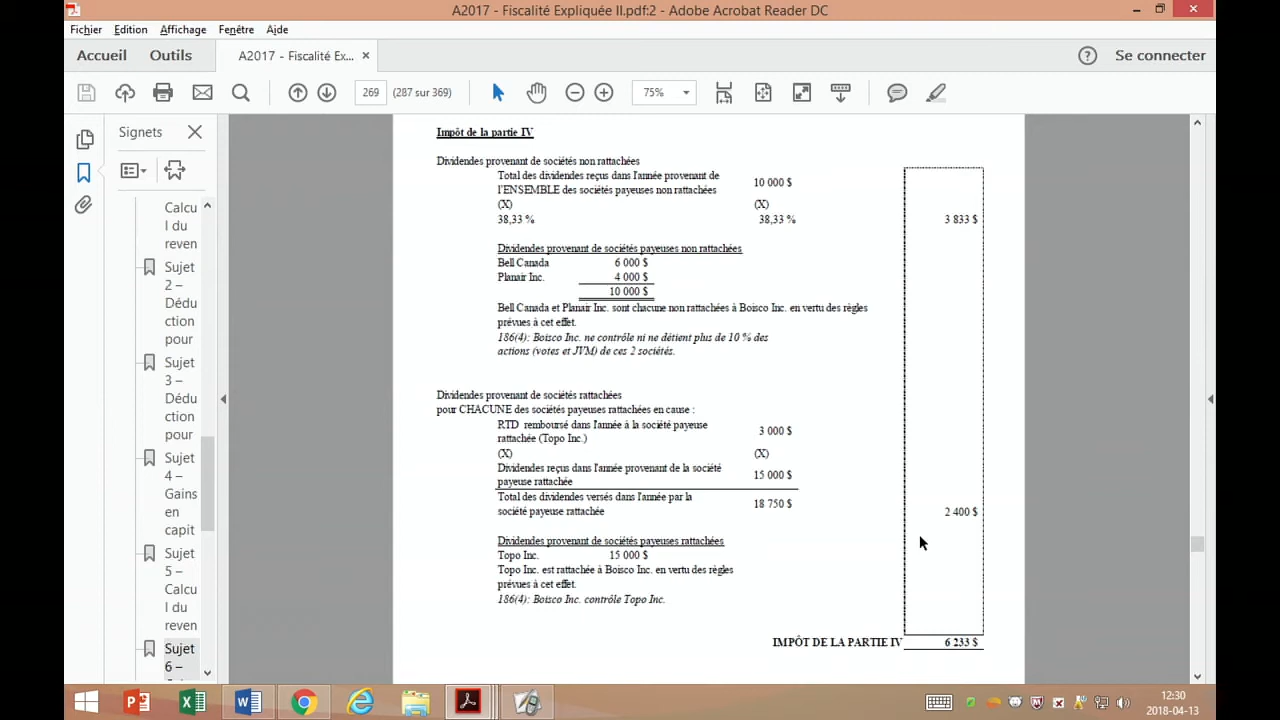 A2017 - Fiscalité Expliquée II.pdf:2 - Adobe Acrobat Reader DC
Fichier Edition Affichage Fenêtre Aide
Accueil Outils A2017 - Fiscalité Ex... × Se connecter
269 (287 sur 369) 75%
Signets
Calcu
l du
reven
Sujet
2 –
Dédu
ction
pour
Sujet
3 –
Dédu
ction
pour
Sujet
4 –
Gains
en
capit
Sujet
5 –
Calcu
l du
reven
Sujet
6 –
Impôt de la partie IV
Dividendes provenant de sociétés non rattachées
Total des dividendes reçus dans l'année provenant de
l'ENSEMBLE des sociétés payeuses non rattachées 10 000 $
(X) (X)
38,33 % 38,33 % 3 833 $
Dividendes provenant de sociétés payeuses non rattachées
Bell Canada 6 000 $
Planair Inc. 4 000 $
10 000 $
Bell Canada et Planair Inc. sont chacune non rattachées à Boisco Inc. en vertu des règles
prévues à cet effet.
186(4): Boisco Inc. ne contrôle ni ne détient plus de 10 % des
actions (votes et JVM) de ces 2 sociétés.
Dividendes provenant de sociétés rattachées
pour CHACUNE des sociétés payeuses rattachées en cause :
RTD remboursé dans l'année à la société payeuse
rattachée (Topo Inc.) 3 000 $
(X) (X)
Dividendes reçus dans l'année provenant de la société
payeuse rattachée 15 000 $
Total des dividendes versés dans l'année par la
société payeuse rattachée 18 750 $ 2 400 $
Dividendes provenant de sociétés payeuses rattachées
Topo Inc. 15 000 $
Topo Inc. est rattachée à Boisco Inc. en vertu des règles
prévues à cet effet.
186(4): Boisco Inc. contrôle Topo Inc.
IMPÔT DE LA PARTIE IV 6 233 $
12:30
2018-04-13